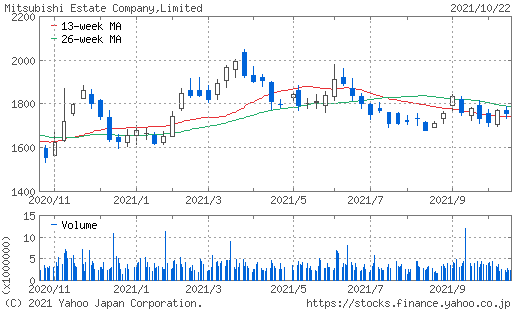 Mitsubishi Estate Company,Limited 2021/10/22
2200
13-week MA
26-week MA
2000
1800
1600
1400
2020/11 2021/1 2021/3 2021/5 2021/7 2021/9
15
Volume
10
5
0
(x1000000)
2020/11 2021/1 2021/3 2021/5 2021/7 2021/9
(C) 2021 Yahoo Japan Corporation. https://stocks.finance.yahoo.co.jp/